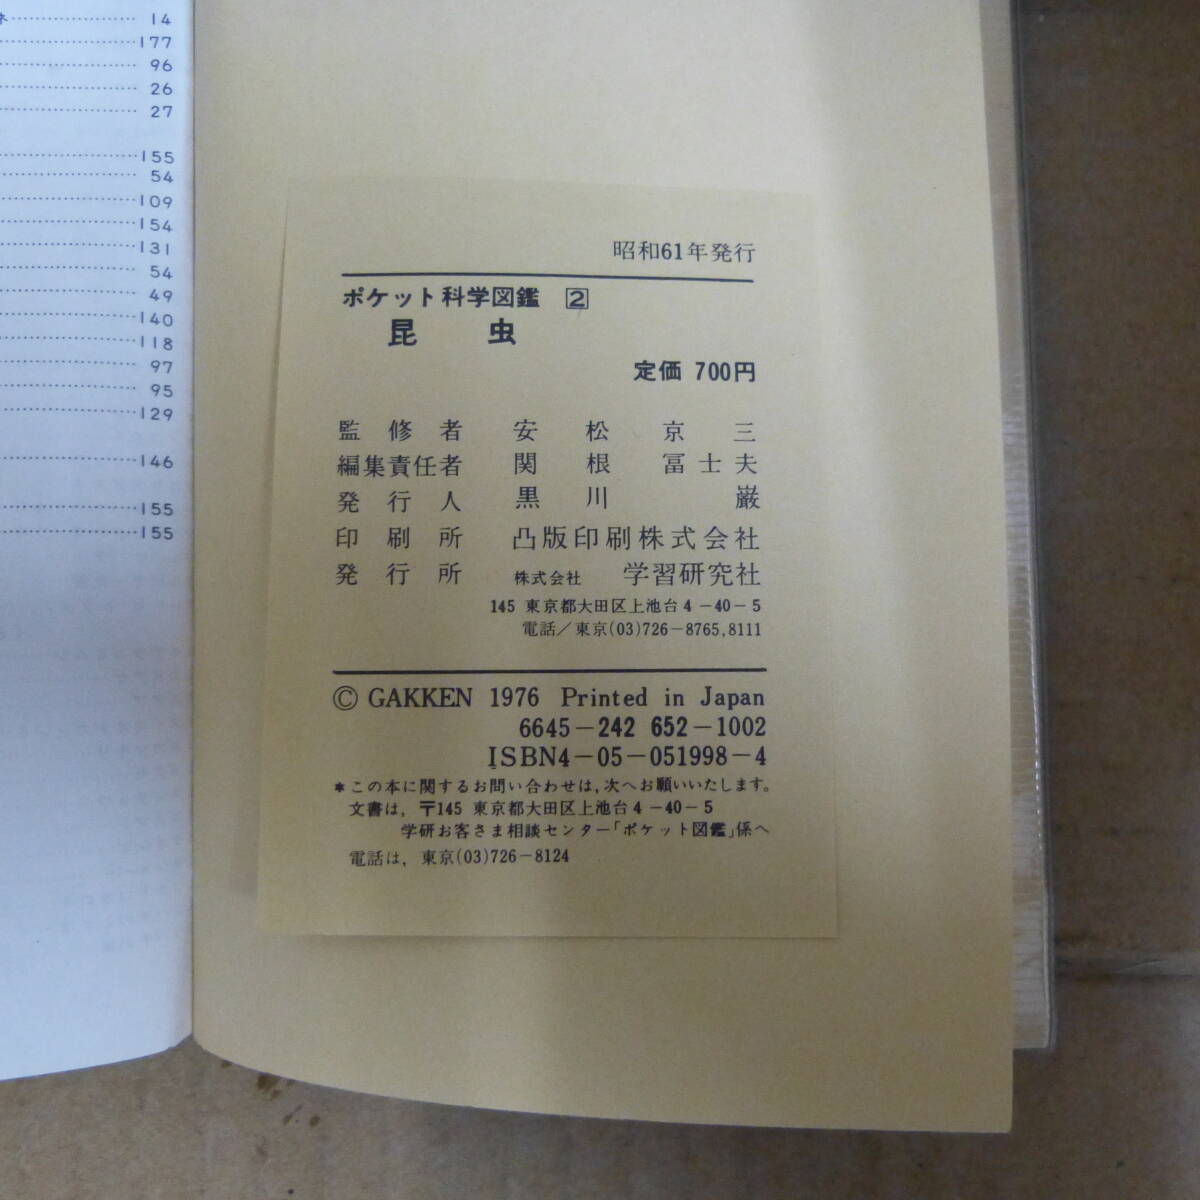 14
177
96
26
27
155
54
109
154
131
54
49
140
118
97
95
129
146
155
155
昭和61年発行
ポケット科学図鑑 2
昆 虫
定価 700円
監修者 安松京三
編集責任者 関根冨士夫
発行人 黒川巌
印刷所 凸版印刷株式会社
発行所 株式会社 学習研究社
145 東京都大田区上池台4-40-5
電話/東京(03)726-8765,8111
© GAKKEN 1976 Printed in Japan
6645-242 652-1002
ISBN4-05-051998-4
*この本に関するお問い合わせは,次へお願いいたします。
文書は, 〒145 東京都大田区上池台4-40-5
学研お客さま相談センター「ポケット図鑑」係へ
電話は, 東京(03)726-8124